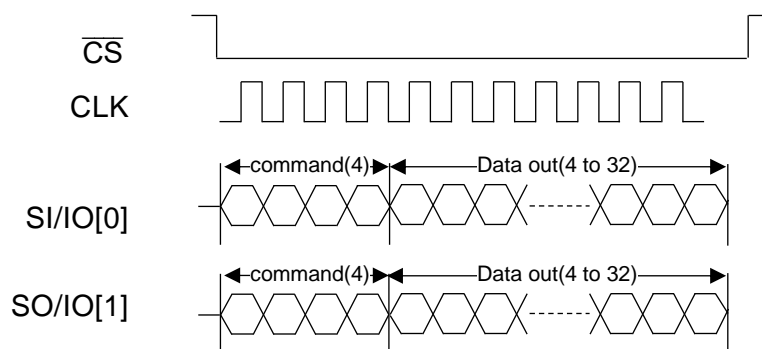 CS
CLK
command(4) Data out(4 to 32)
SI/IO[0]
command(4) Data out(4 to 32)
SO/IO[1]